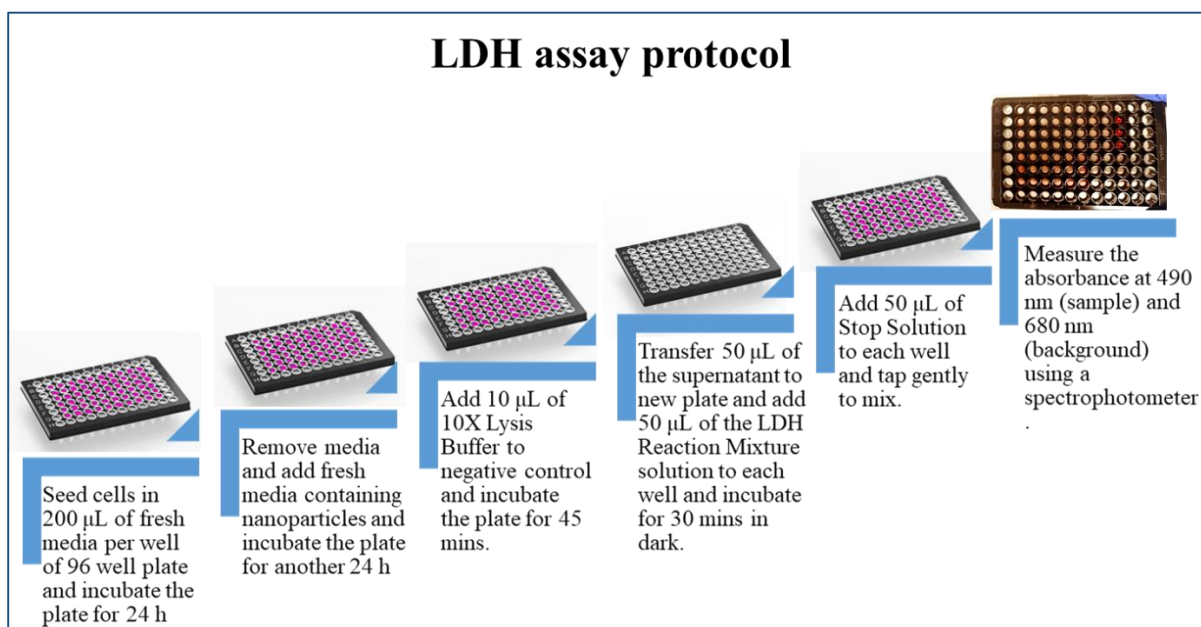 LDH assay protocol
Seed cells in
200 μL of fresh
media per well
of 96 well plate
and incubate the
plate for 24 h
Remove media
and add fresh
media containing
nanoparticles and
incubate the plate
for another 24 h
Add 10 μL of
10X Lysis
Buffer to
negative control
and incubate
the plate for 45
mins.
Transfer 50 μL of
the supernatant to
new plate and add
50 μL of the LDH
Reaction Mixture
solution to each
well and incubate
for 30 mins in
dark.
Add 50 μL of
Stop Solution
to each well
and tap gently
to mix.
Measure the
absorbance at 490
nm (sample) and
680 nm
(background)
using a
spectrophotometer
.